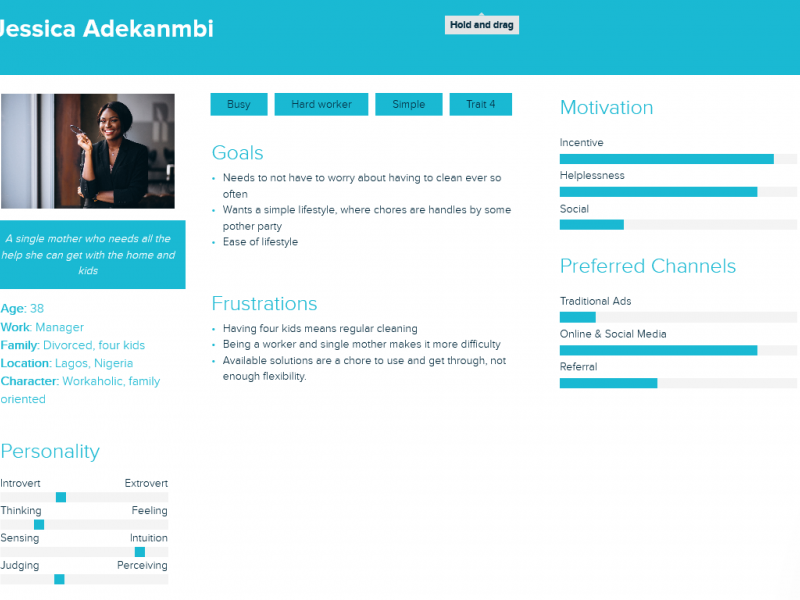 Jessica Adekanmbi
Hold and drag
A single mother who needs all the
help she can get with the home and
kids
Age: 38
Work: Manager
Family: Divorced, four kids
Location: Lagos, Nigeria
Character: Workaholic, family
oriented
Personality
Introvert Extrovert
Thinking Feeling
Sensing Intuition
Judging Perceiving
Busy Hard worker Simple Trait 4
Goals
Needs to not have to worry about having to clean ever so
often
Wants a simple lifestyle, where chores are handles by some
pother party
Ease of lifestyle
Frustrations
Having four kids means regular cleaning
Being a worker and single mother makes it more difficulty
Available solutions are a chore to use and get through, not
enough flexibility.
Motivation
Incentive
Helplessness
Social
Preferred Channels
Traditional Ads
Online & Social Media
Referral